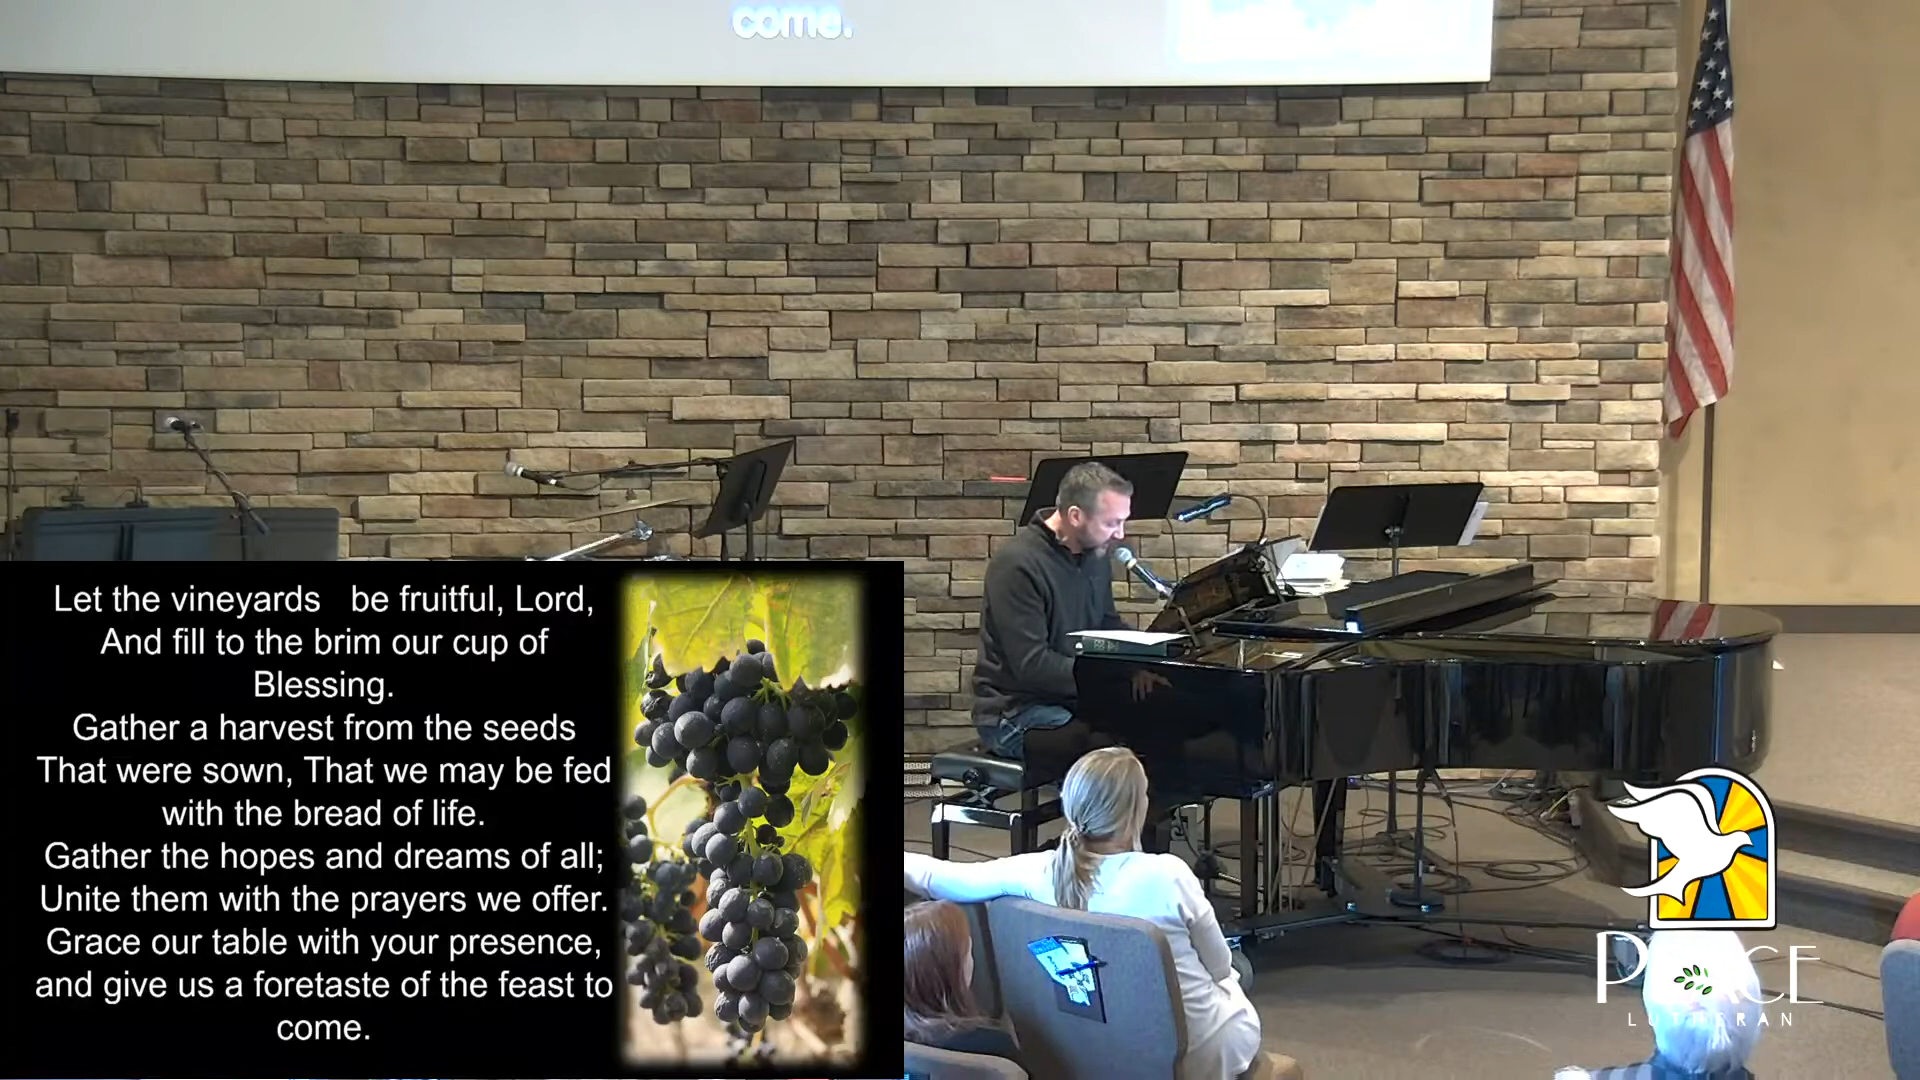 come.
Let the vineyards be fruitful, Lord,
And fill to the brim our cup of
Blessing.
Gather a harvest from the seeds
That were sown, That we may be fed
with the bread of life.
Gather the hopes and dreams of all;
Unite them with the prayers we offer.
Grace our table with your presence,
and give us a foretaste of the feast to
come.
PEACE
LUTHERAN